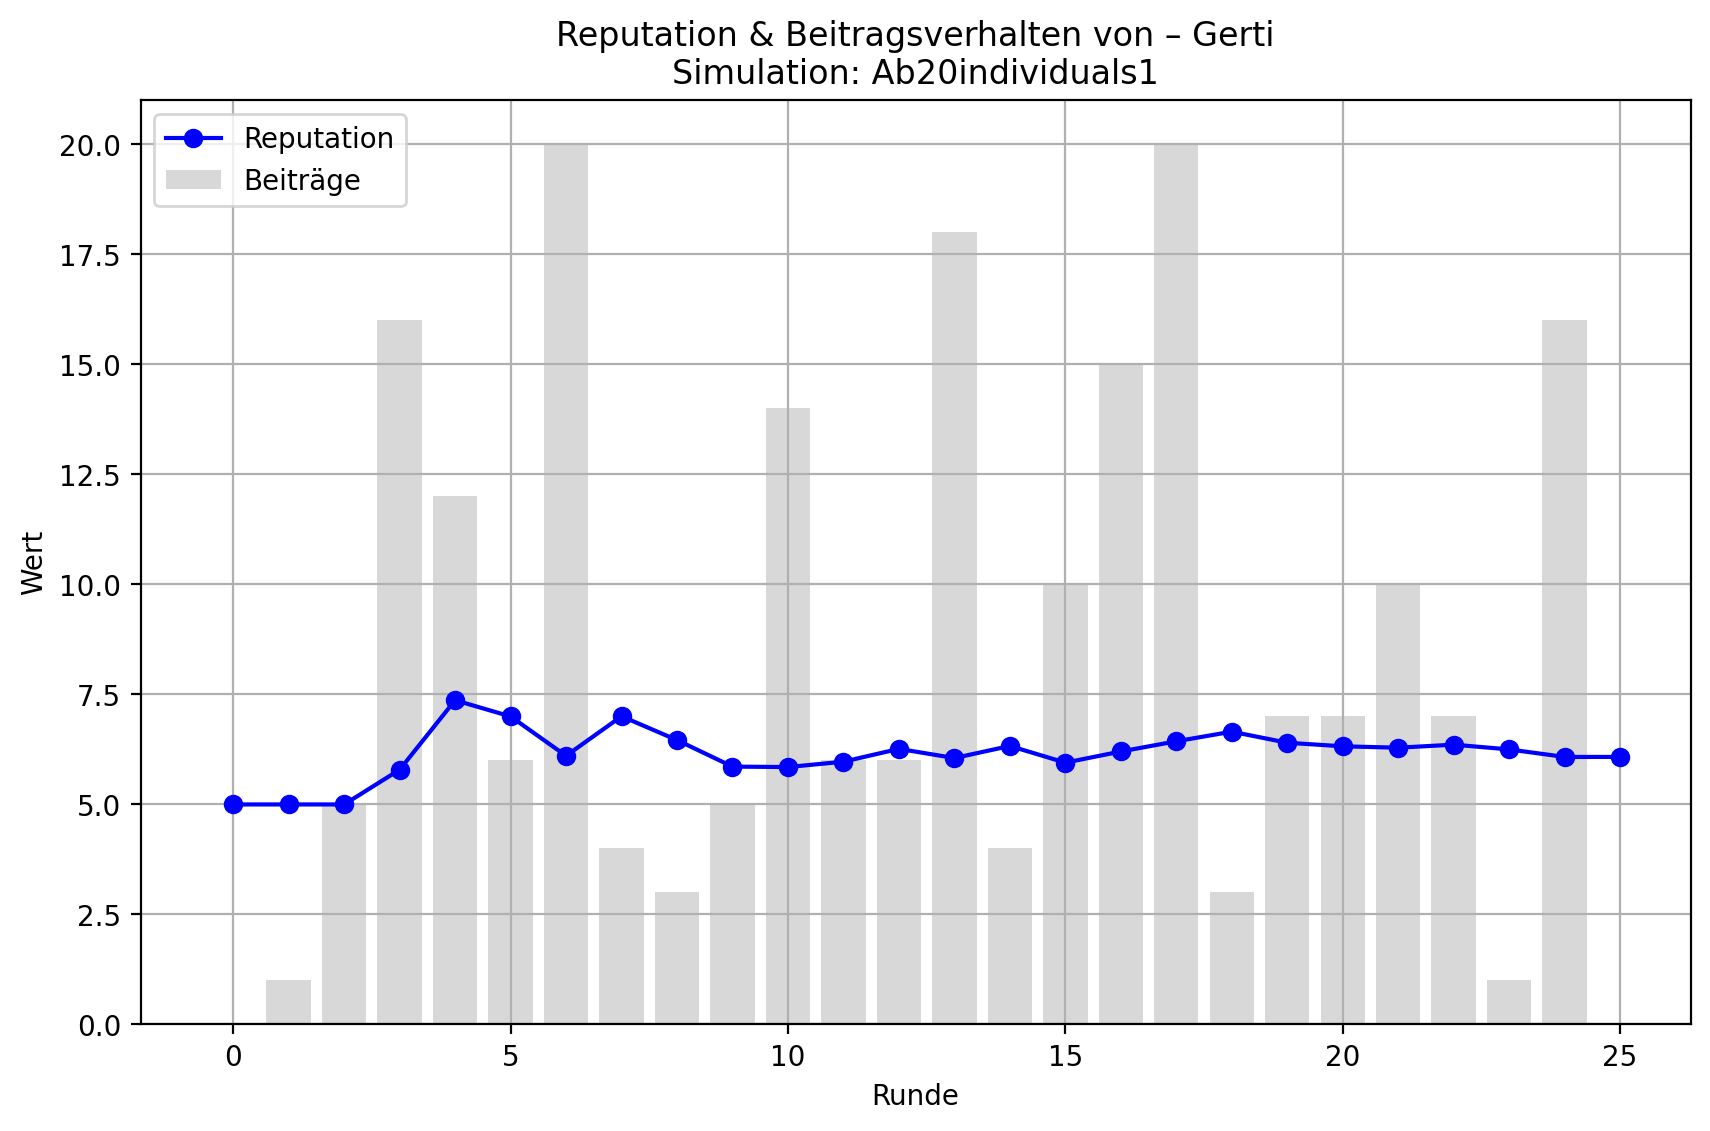 Reputation & Beitragsverhalten von – Gerti
Simulation: Ab20individuals1
Reputation
Beiträge
20.0
17.5
15.0
12.5
10.0
7.5
5.0
2.5
0.0
Wert
0 5 10 15 20 25
Runde